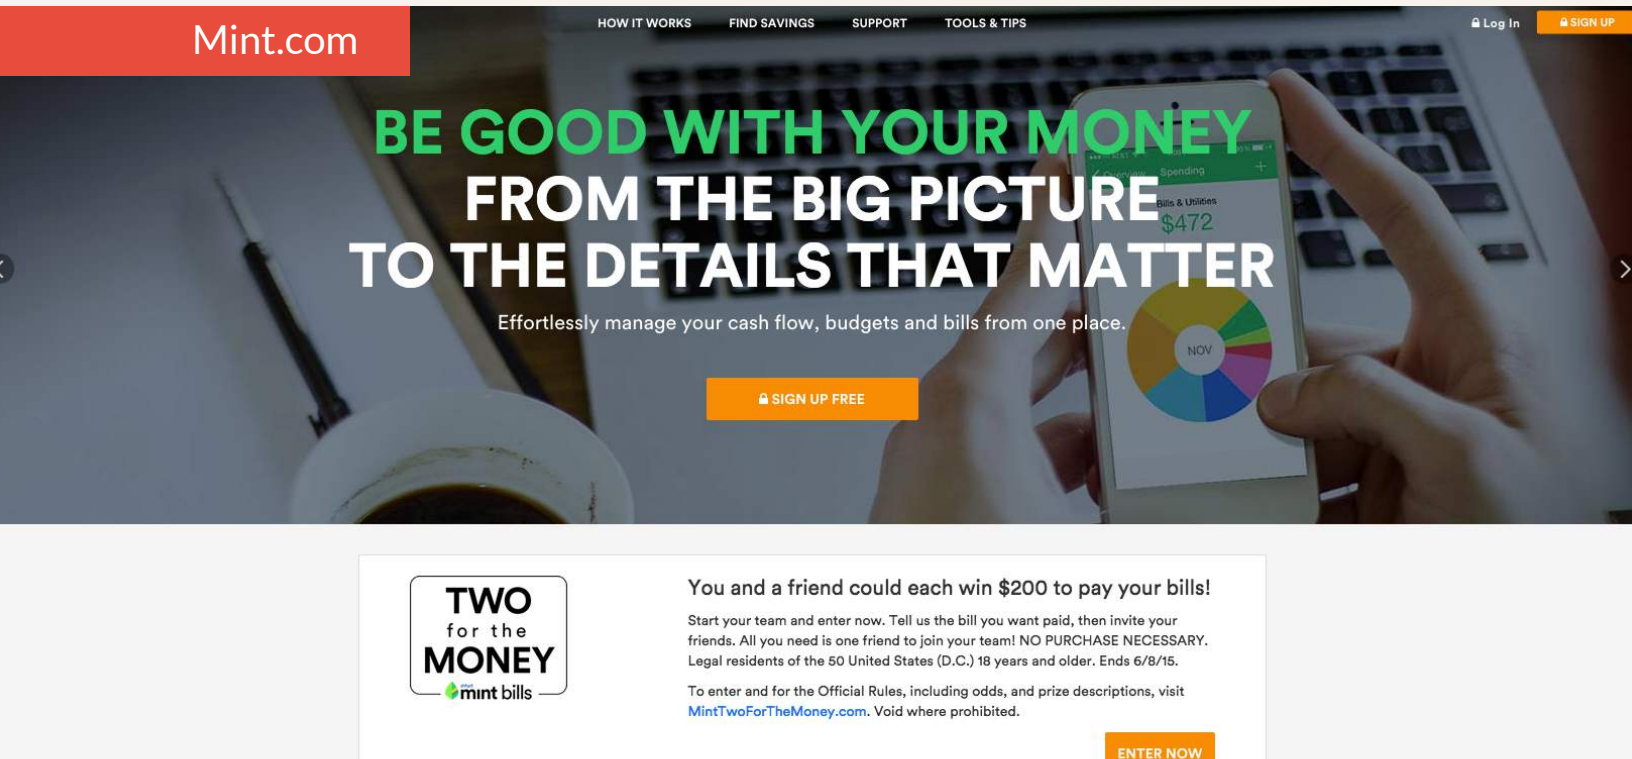 Mint.com
HOW IT WORKS FIND SAVINGS SUPPORT TOOLS & TIPS
Log In
SIGN UP
BE GOOD WITH YOUR MONEY
FROM THE BIG PICTURE
TO THE DETAILS THAT MATTER
Effortlessly manage your cash flow, budgets and bills from one place.
SIGN UP FREE
Overview Spending
Bills & Utilities
$472
NOV
TWO
for the
MONEY
mint bills
You and a friend could each win $200 to pay your bills!
Start your team and enter now. Tell us the bill you want paid, then invite your
friends. All you need is one friend to join your team! NO PURCHASE NECESSARY.
Legal residents of the 50 United States (D.C.) 18 years and older. Ends 6/8/15.
To enter and for the Official Rules, including odds, and prize descriptions, visit
MintTwoForTheMoney.com. Void where prohibited.
ENTER NOW